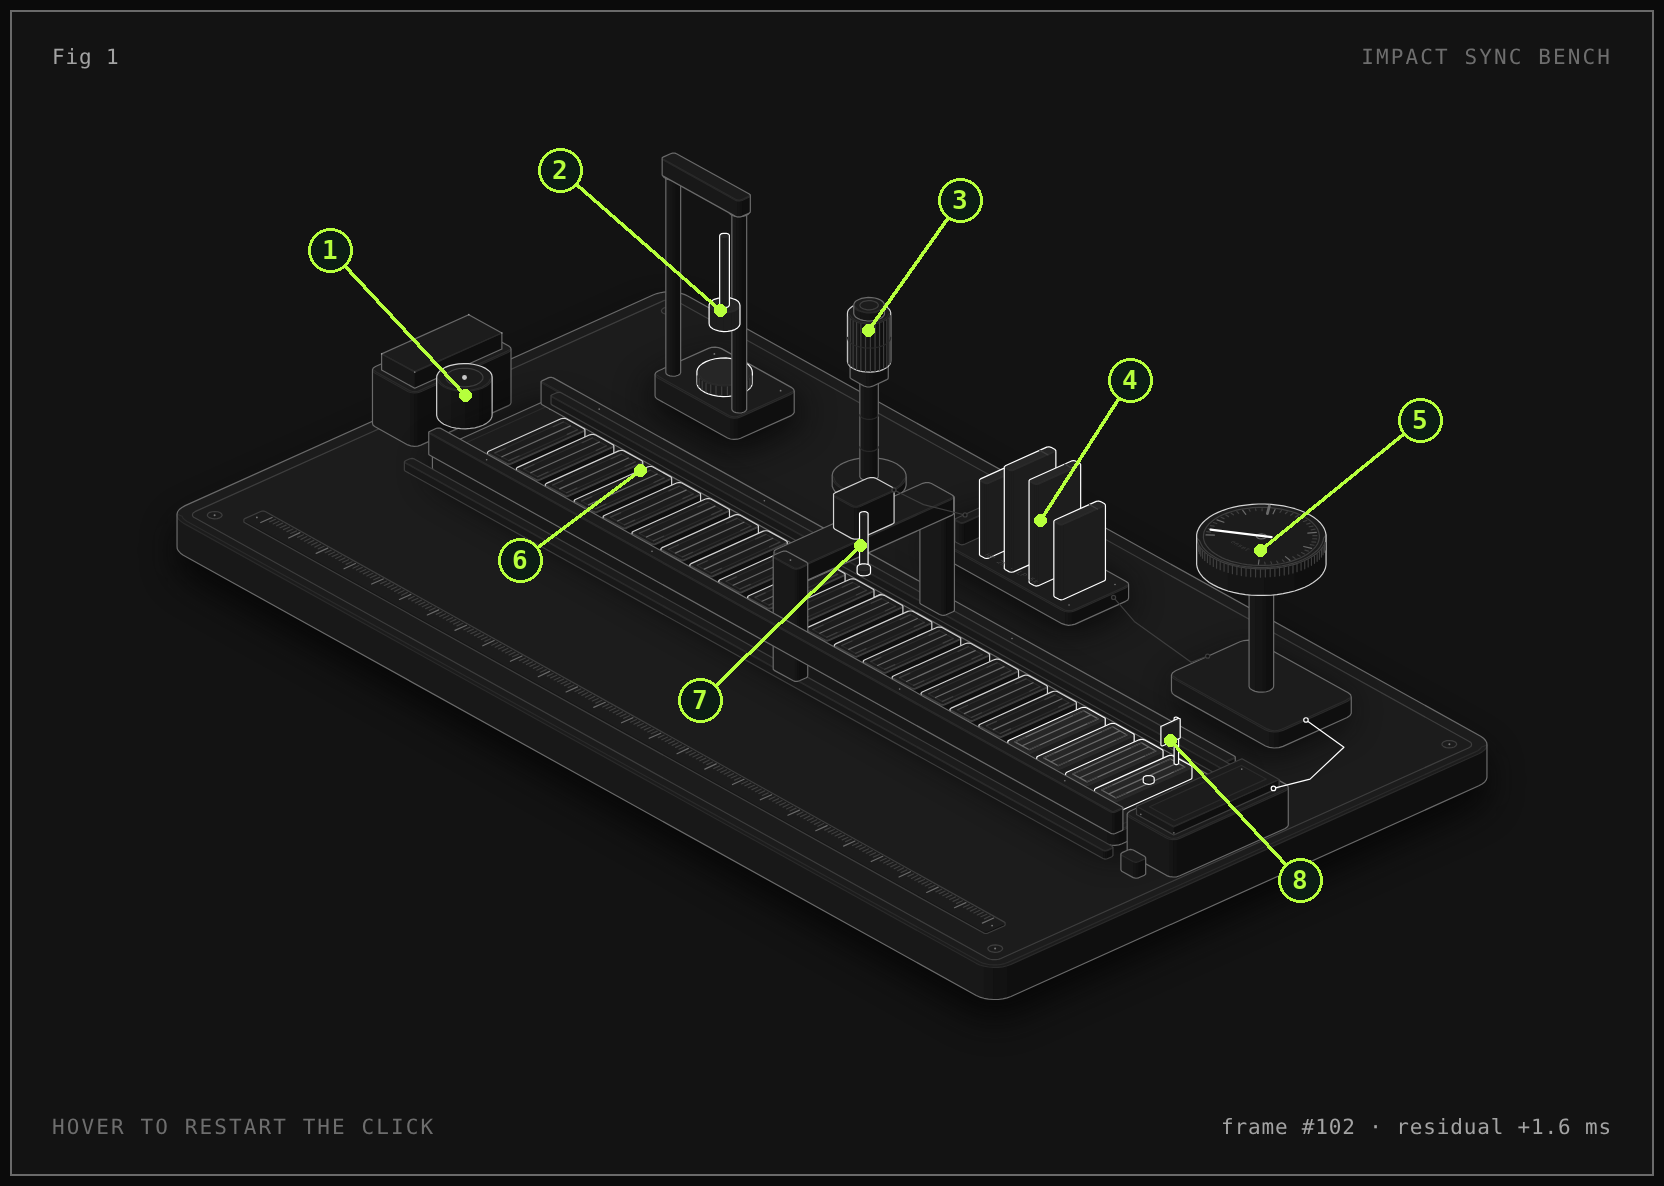 Fig 1
IMPACT SYNC BENCH
2
3
1
4
5
6
7
8
HOVER TO RESTART THE CLICK
frame #102 · residual +1.6 ms